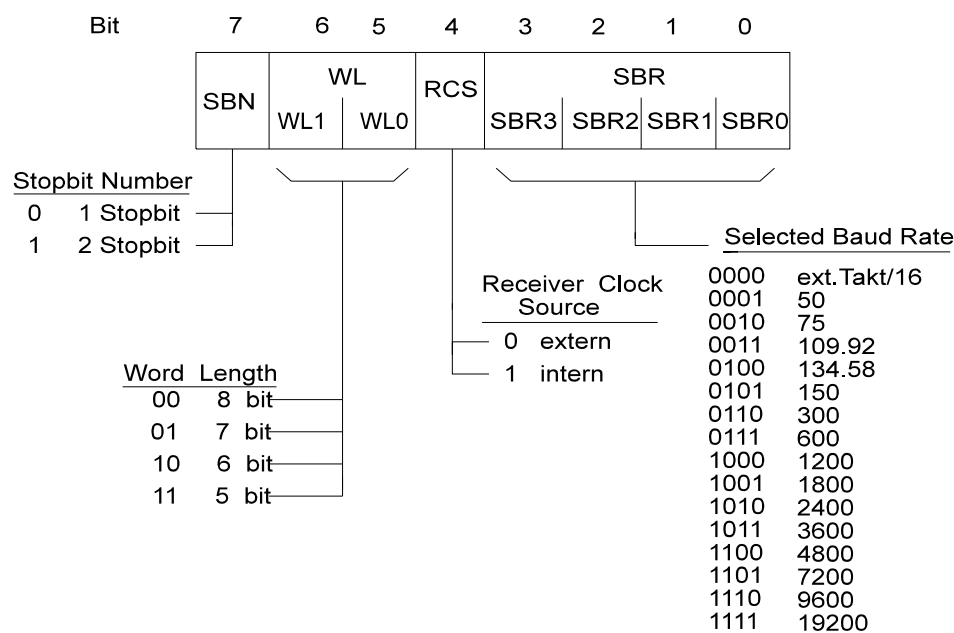 Bit 7 6 5 4 3 2 1 0
SBN WL RCS SBR
WL1 WL0 SBR3 SBR2 SBR1 SBR0
Stopbit Number
0 1 Stopbit
1 2 Stopbit
Selected Baud Rate
0000 ext.Takt/16
0001 50
0010 75
0011 109.92
0100 134.58
0101 150
0110 300
0111 600
1000 1200
1001 1800
1010 2400
1011 3600
1100 4800
1101 7200
1110 9600
1111 19200
Receiver Clock
Source
0 extern
1 intern
Word Length
00 8 bit
01 7 bit
10 6 bit
11 5 bit